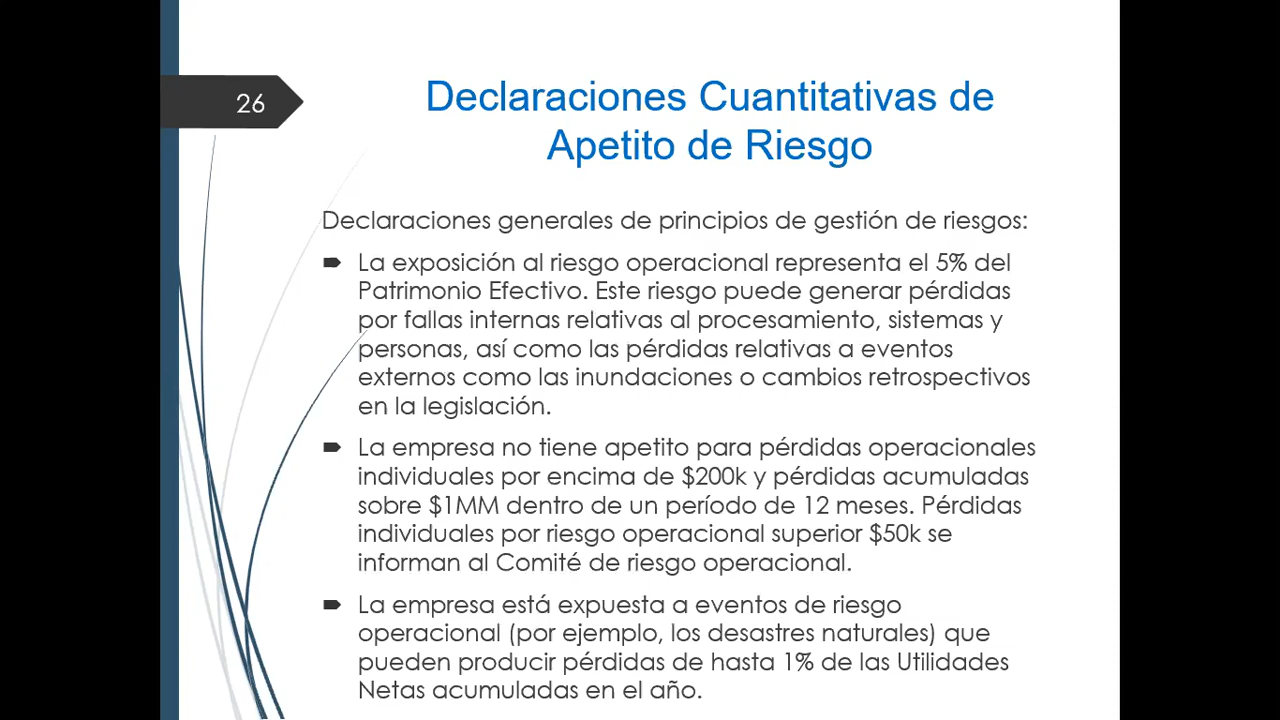 26
Declaraciones Cuantitativas de
Apetito de Riesgo
Declaraciones generales de principios de gestión de riesgos:
La exposición al riesgo operacional representa el 5% del
Patrimonio Efectivo. Este riesgo puede generar pérdidas
por fallas internas relativas al procesamiento, sistemas y
personas, así como las pérdidas relativas a eventos
externos como las inundaciones o cambios retrospectivos
en la legislación.
La empresa no tiene apetito para pérdidas operacionales
individuales por encima de $200k y pérdidas acumuladas
sobre $1MM dentro de un período de 12 meses. Pérdidas
individuales por riesgo operacional superior $50k se
informan al Comité de riesgo operacional.
La empresa está expuesta a eventos de riesgo
operacional (por ejemplo, los desastres naturales) que
pueden producir pérdidas de hasta 1% de las Utilidades
Netas acumuladas en el año.